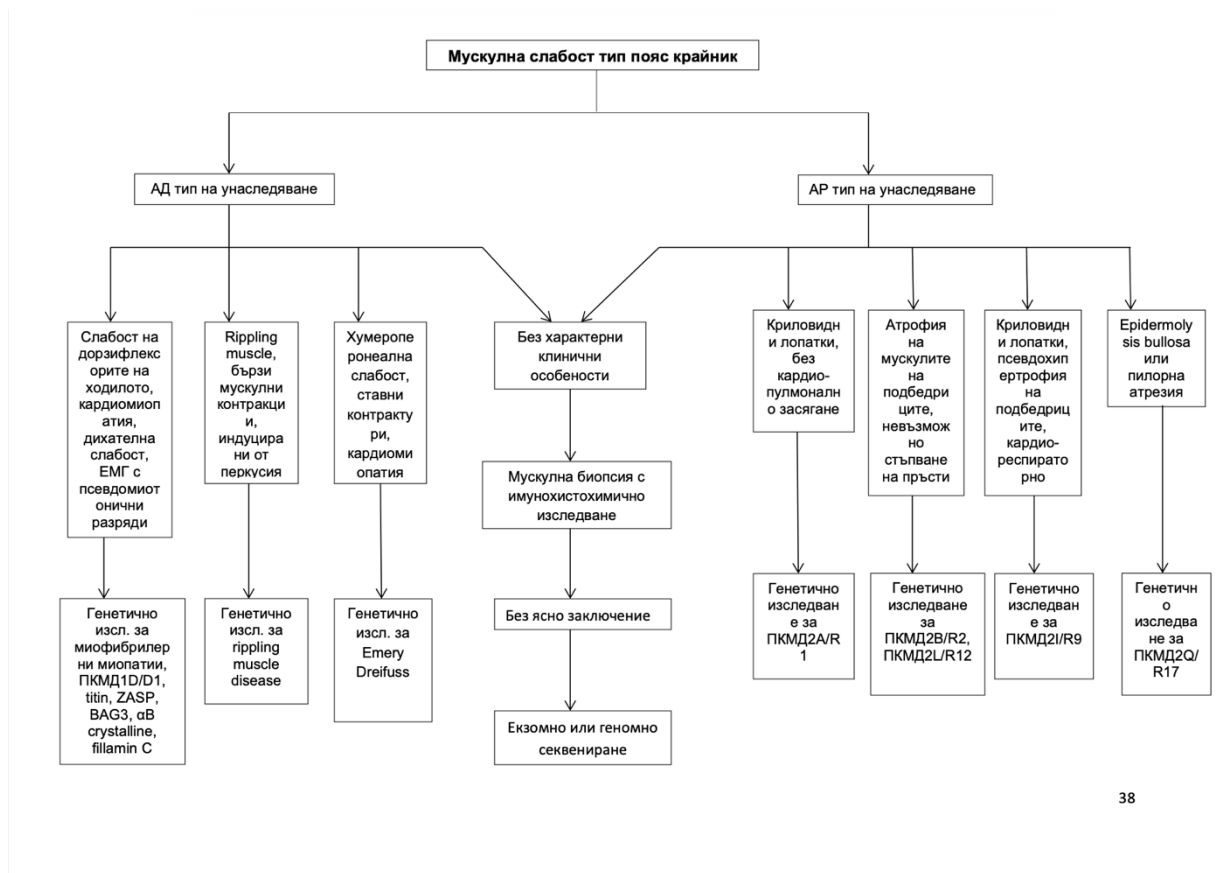 Мускулна слабост тип пояс крайник
АД тип на унаследяване
АР тип на унаследяване
Слабост на
дорзифлекс
орите на
ходилото,
кардиомиоп
атия,
дихателна
слабост,
ЕМГ с
псевдомиот
онични
разряди
Rippling
muscle,
бързи
мускулни
контракци
и,
индуцира
ни от
перкусия
Хумеропе
ронеална
слабост,
ставни
контракту
ри,
кардиоми
опатия
Без характерни
клинични
особености
Криловидн
и лопатки,
без
кардио-
пулмоналн
о засягане
Атрофия
на
мускулите
на
подбедри
ците,
невъзмож
но
стъпване
на пръсти
Криловидн
и лопатки,
псевдохип
ертрофия
на
подбедриц
ите,
кардио-
респирато
рно
Epidermoly
sis bullosa
или
пилорна
атрезия
Мускулна биопсия с
имунохистохимично
изследване
Генетично
изсл. за
миофибрилер
ни миопатии,
ПКМД1D/D1,
titin, ZASP,
BAG3, αB
crystalline,
fillamin C
Генетично
изсл. за
rippling
muscle
disease
Генетично
изсл. за
Emery
Dreifuss
Без ясно заключение
Екзомно или геномно
секвениране
Генетично
изследван
е за
ПКМД2A/R
1
Генетично
изследване
за
ПКМД2B/R2,
ПКМД2L/R12
Генетично
изследван
е за
ПКМД2I/R9
Генетичн
о
изследва
не за
ПКМД2Q/
R17
38